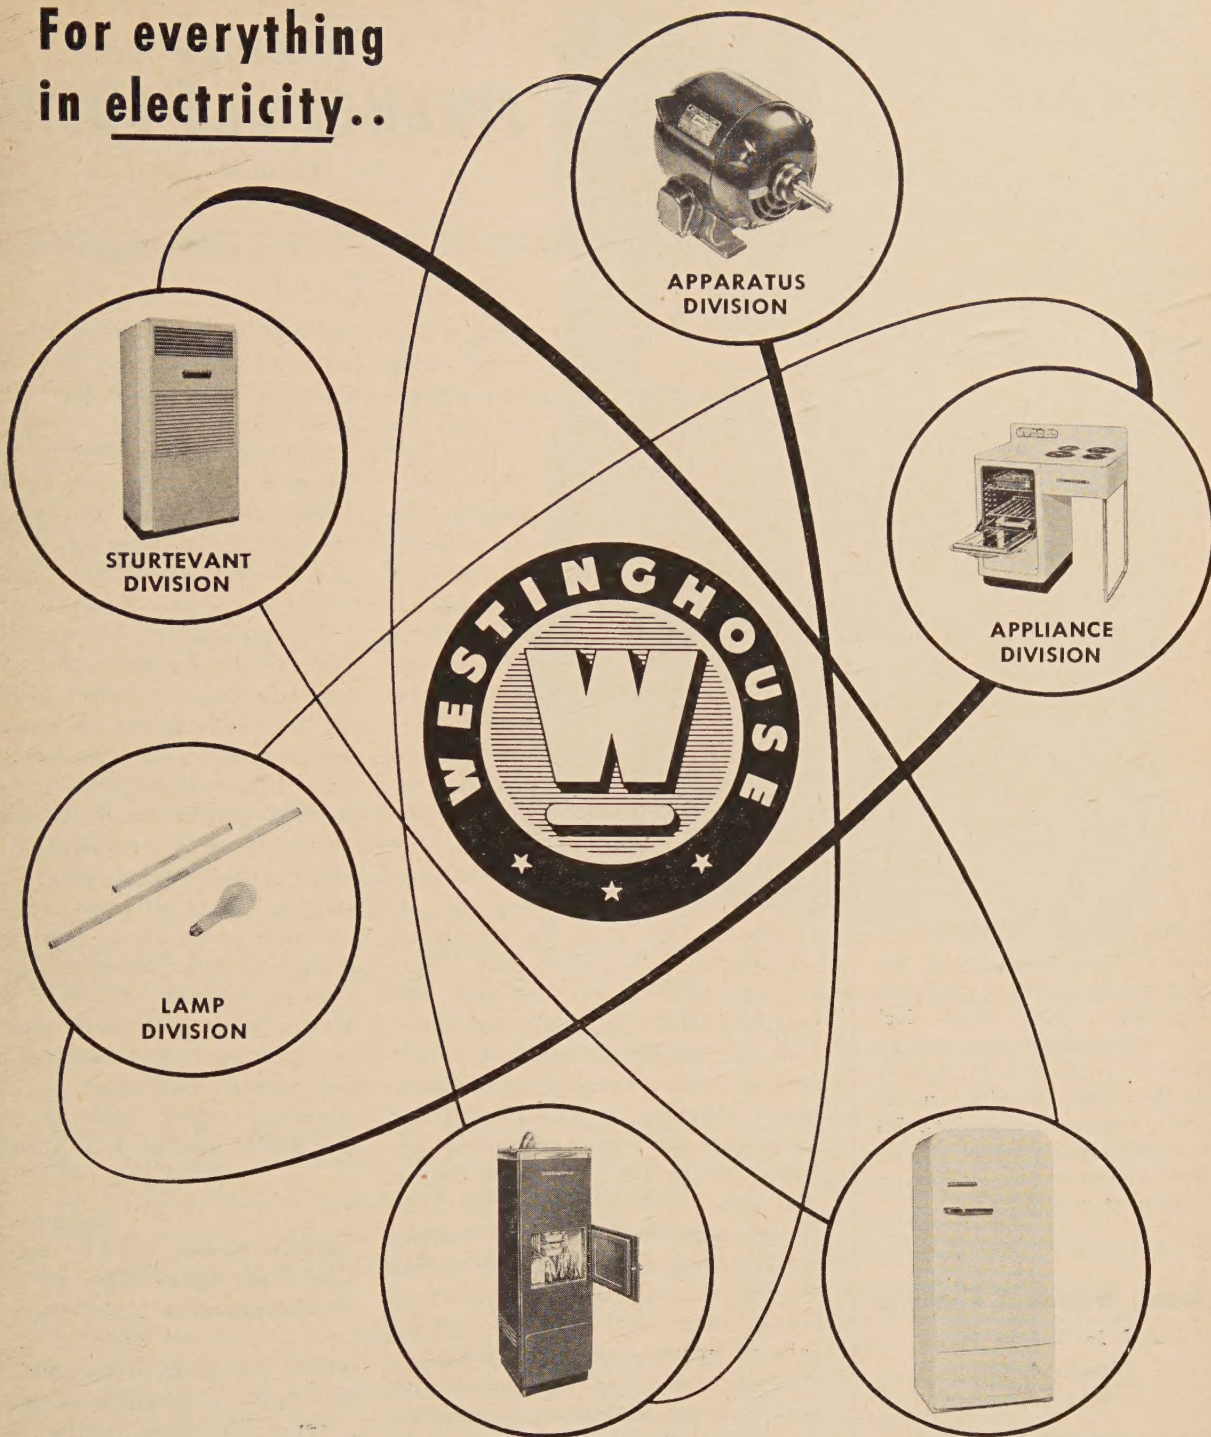 For everything
in electricity..
APPARATUS
DIVISION
STURTEVANT
DIVISION
APPLIANCE
DIVISION
WESTINGHOUSE
W
LAMP
DIVISION